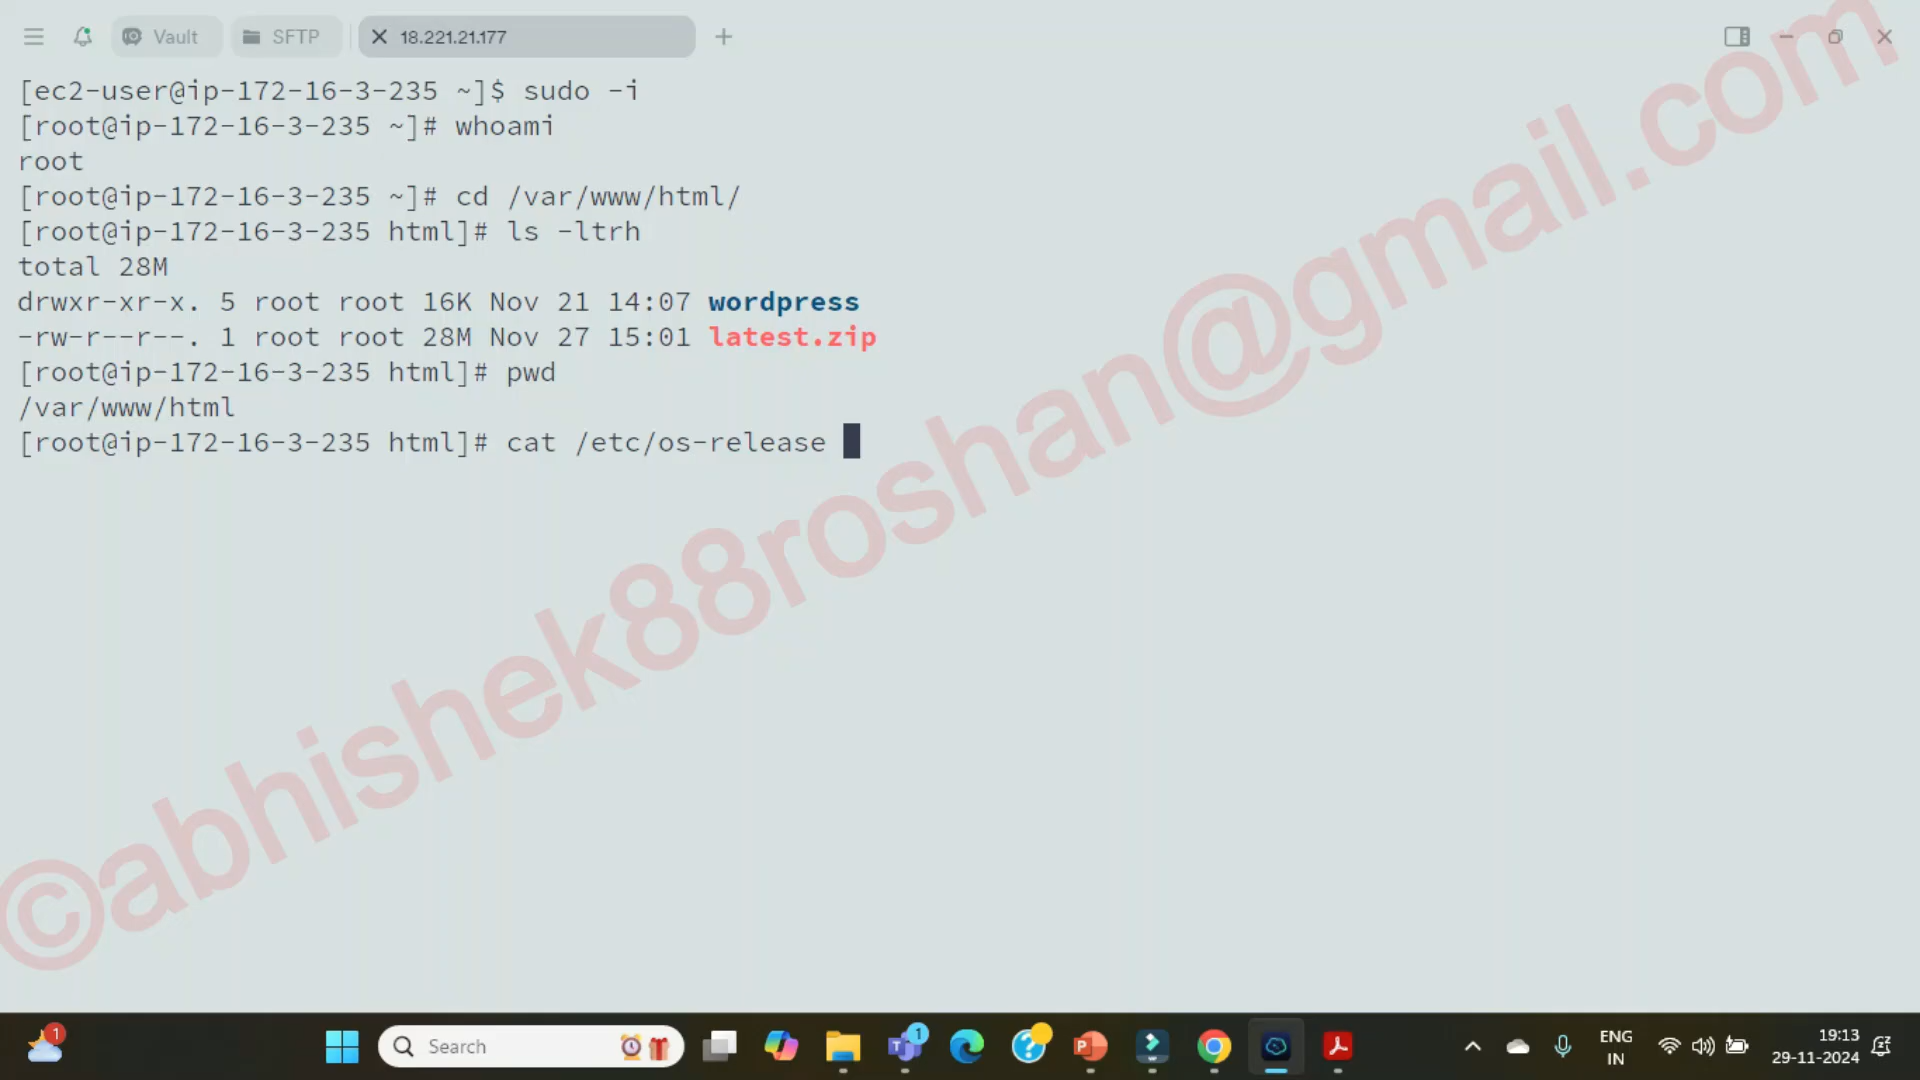 Vault
SFTP
18.221.21.177
[ec2-user@ip-172-16-3-235 ~]$ sudo -i
[root@ip-172-16-3-235 ~]# whoami
root
[root@ip-172-16-3-235 ~]# cd /var/www/html/
[root@ip-172-16-3-235 html]# ls -ltrh
total 28M
drwxr-xr-x. 5 root root 16K Nov 21 14:07 wordpress
-rw-r--r--. 1 root root 28M Nov 27 15:01 latest.zip
[root@ip-172-16-3-235 html]# pwd
/var/www/html
[root@ip-172-16-3-235 html]# cat /etc/os-release
©abhishek88roshan@gmail.com
1
Search
1
ENG
IN
19:13
29-11-2024